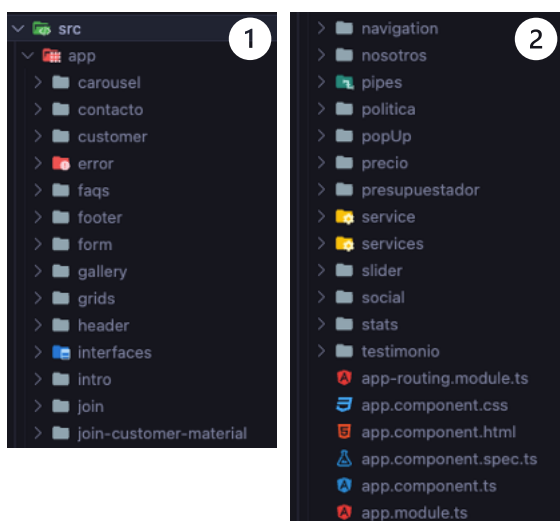 1
src
app
carousel
contacto
customer
error
faqs
footer
form
gallery
grids
header
interfaces
intro
join
join-customer-material
2
navigation
nosotros
pipes
politica
popUp
precio
presupuestador
service
services
slider
social
stats
testimonio
app-routing.module.ts
app.component.css
app.component.html
app.component.spec.ts
app.component.ts
app.module.ts